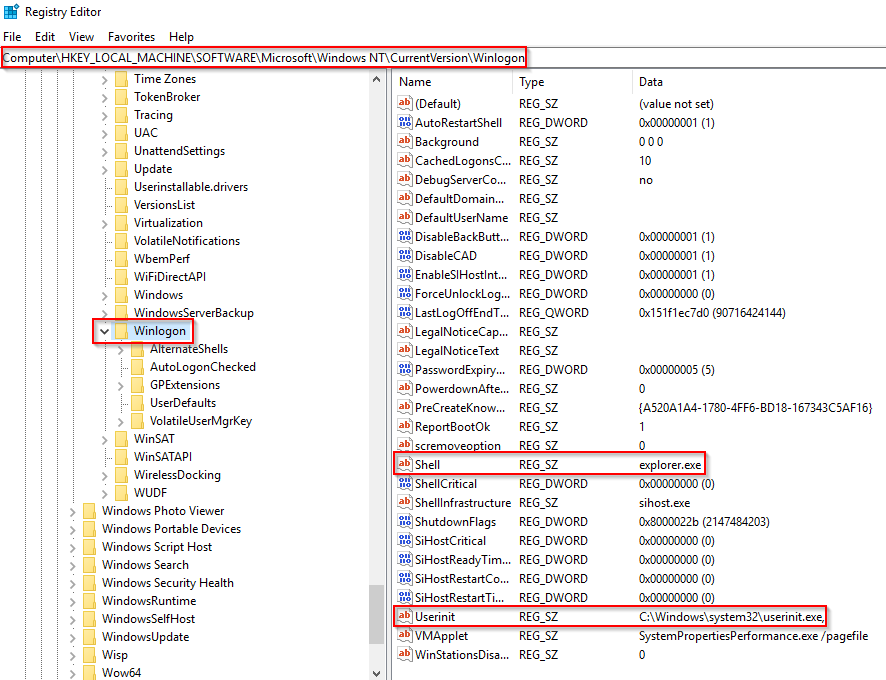 Registry Editor
File Edit View Favorites Help
Computer\HKEY_LOCAL_MACHINE\SOFTWARE\Microsoft\Windows NT\CurrentVersion\Winlogon
Time Zones
TokenBroker
Tracing
UAC
UnattendSettings
Update
Userinstallable.drivers
VersionsList
Virtualization
VolatileNotifications
WbemPerf
WiFiDirectAPI
Windows
WindowsServerBackup
Winlogon
AlternateShells
AutoLogonChecked
GPExtensions
UserDefaults
VolatileUserMgrKey
WinSAT
WinSATAPI
WirelessDocking
WUDF
Windows Photo Viewer
Windows Portable Devices
Windows Script Host
Windows Search
Windows Security Health
WindowsRuntime
WindowsSelfHost
WindowsUpdate
Wisp
Wow64
Name Type Data
(Default) REG_SZ (value not set)
AutoRestartShell REG_DWORD 0x00000001 (1)
Background REG_SZ 0 0 0
CachedLogonsC... REG_SZ 10
DebugServerCo... REG_SZ no
DefaultDomain... REG_SZ
DefaultUserName REG_SZ
DisableBackButt... REG_DWORD 0x00000001 (1)
DisableCAD REG_DWORD 0x00000001 (1)
EnableSIHostInt... REG_DWORD 0x00000001 (1)
ForceUnlockLog... REG_DWORD 0x00000000 (0)
LastLogOffEndT... REG_QWORD 0x151f1ec7d0 (90716424144)
LegalNoticeCap... REG_SZ
LegalNoticeText REG_SZ
PasswordExpiry... REG_DWORD 0x00000005 (5)
PowerdownAfte... REG_SZ 0
PreCreateKnow... REG_SZ {A520A1A4-1780-4FF6-BD18-167343C5AF16}
ReportBootOk REG_SZ 1
scremoveoption REG_SZ 0
Shell REG_SZ explorer.exe
ShellCritical REG_DWORD 0x00000000 (0)
ShellInfrastructure REG_SZ sihost.exe
ShutdownFlags REG_DWORD 0x8000022b (2147484203)
SiHostCritical REG_DWORD 0x00000000 (0)
SiHostReadyTim... REG_DWORD 0x00000000 (0)
SiHostRestartCo... REG_DWORD 0x00000000 (0)
SiHostRestartTi... REG_DWORD 0x00000000 (0)
Userinit REG_SZ C:\Windows\system32\userinit.exe,
VMApplet REG_SZ SystemPropertiesPerformance.exe /pagefile
WinStationsDisa... REG_SZ 0